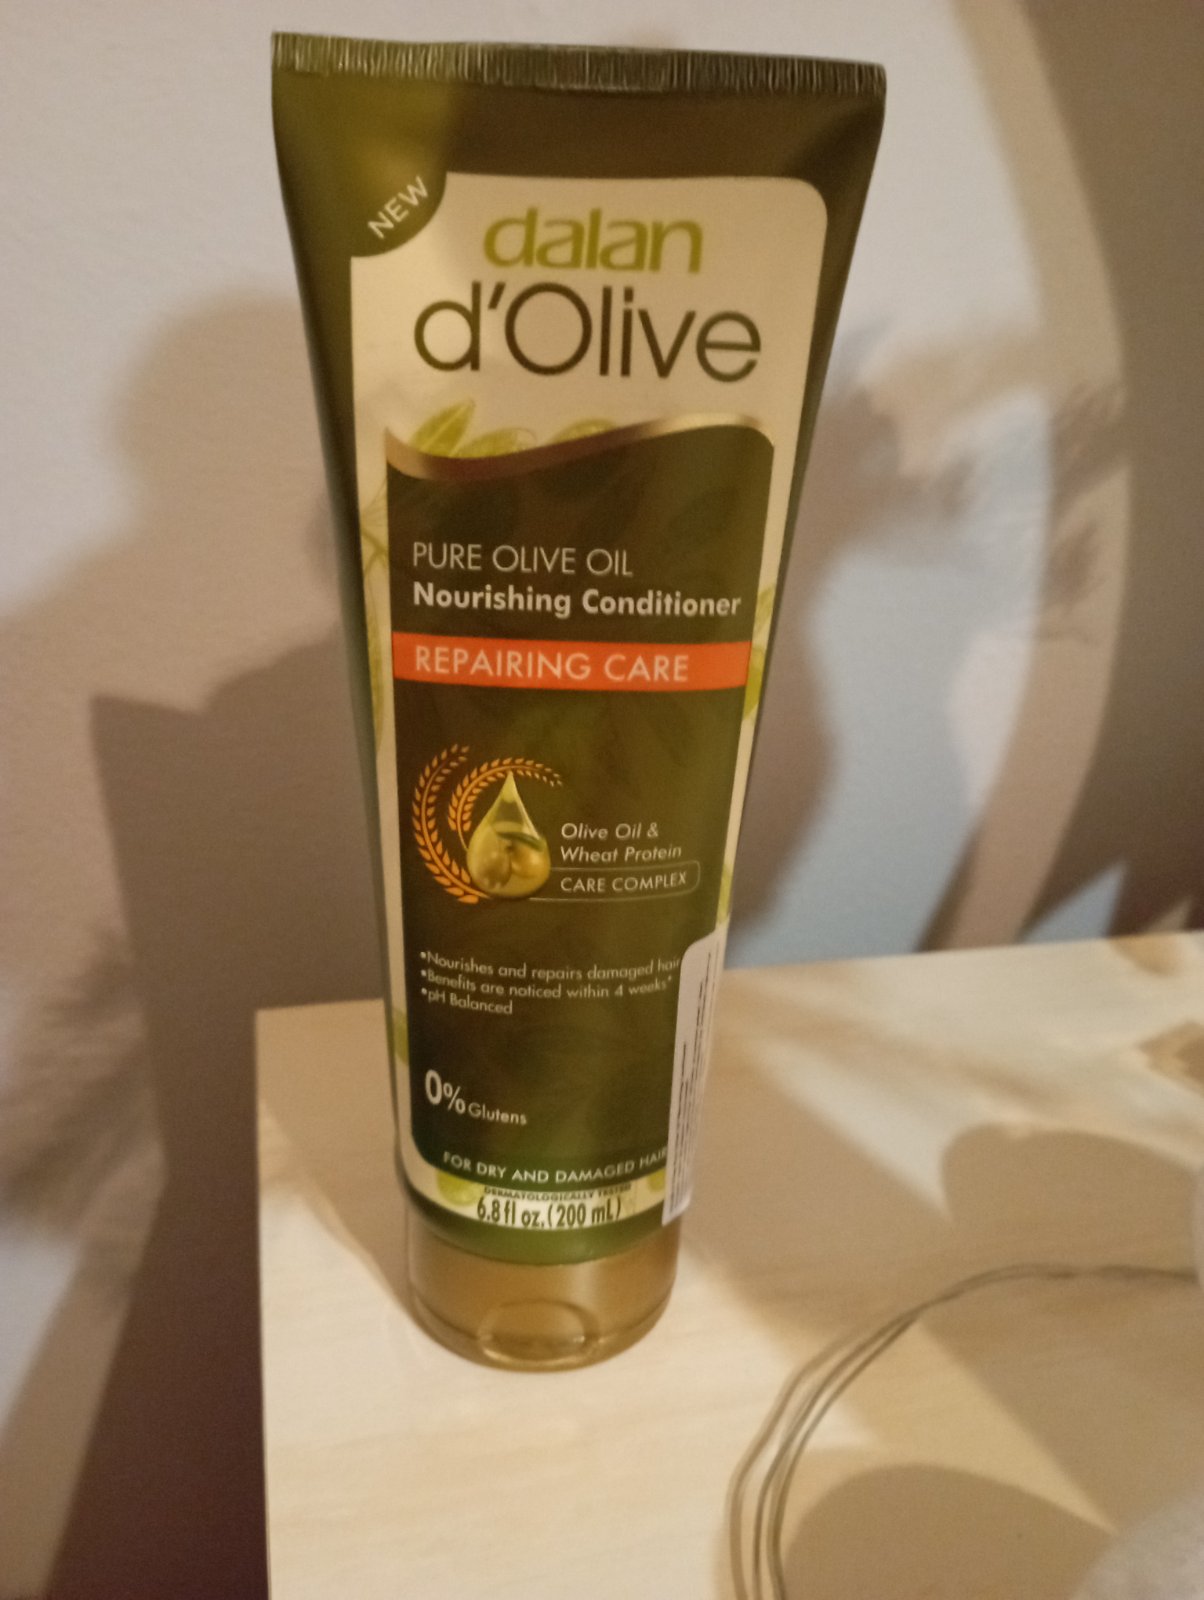 NEW
dalan
d'Olive
PURE OLIVE OIL
Nourishing Conditioner
REPAIRING CARE
Olive Oil &
Wheat Protein
CARE COMPLEX
•Nourishes and repairs damaged hair
•Benefits are noticed within 4 weeks*
•pH Balanced
0% Glutens
FOR DRY AND DAMAGED HAIR
DERMATOLOGICALLY TESTED
6.8 fl oz. (200 mL)